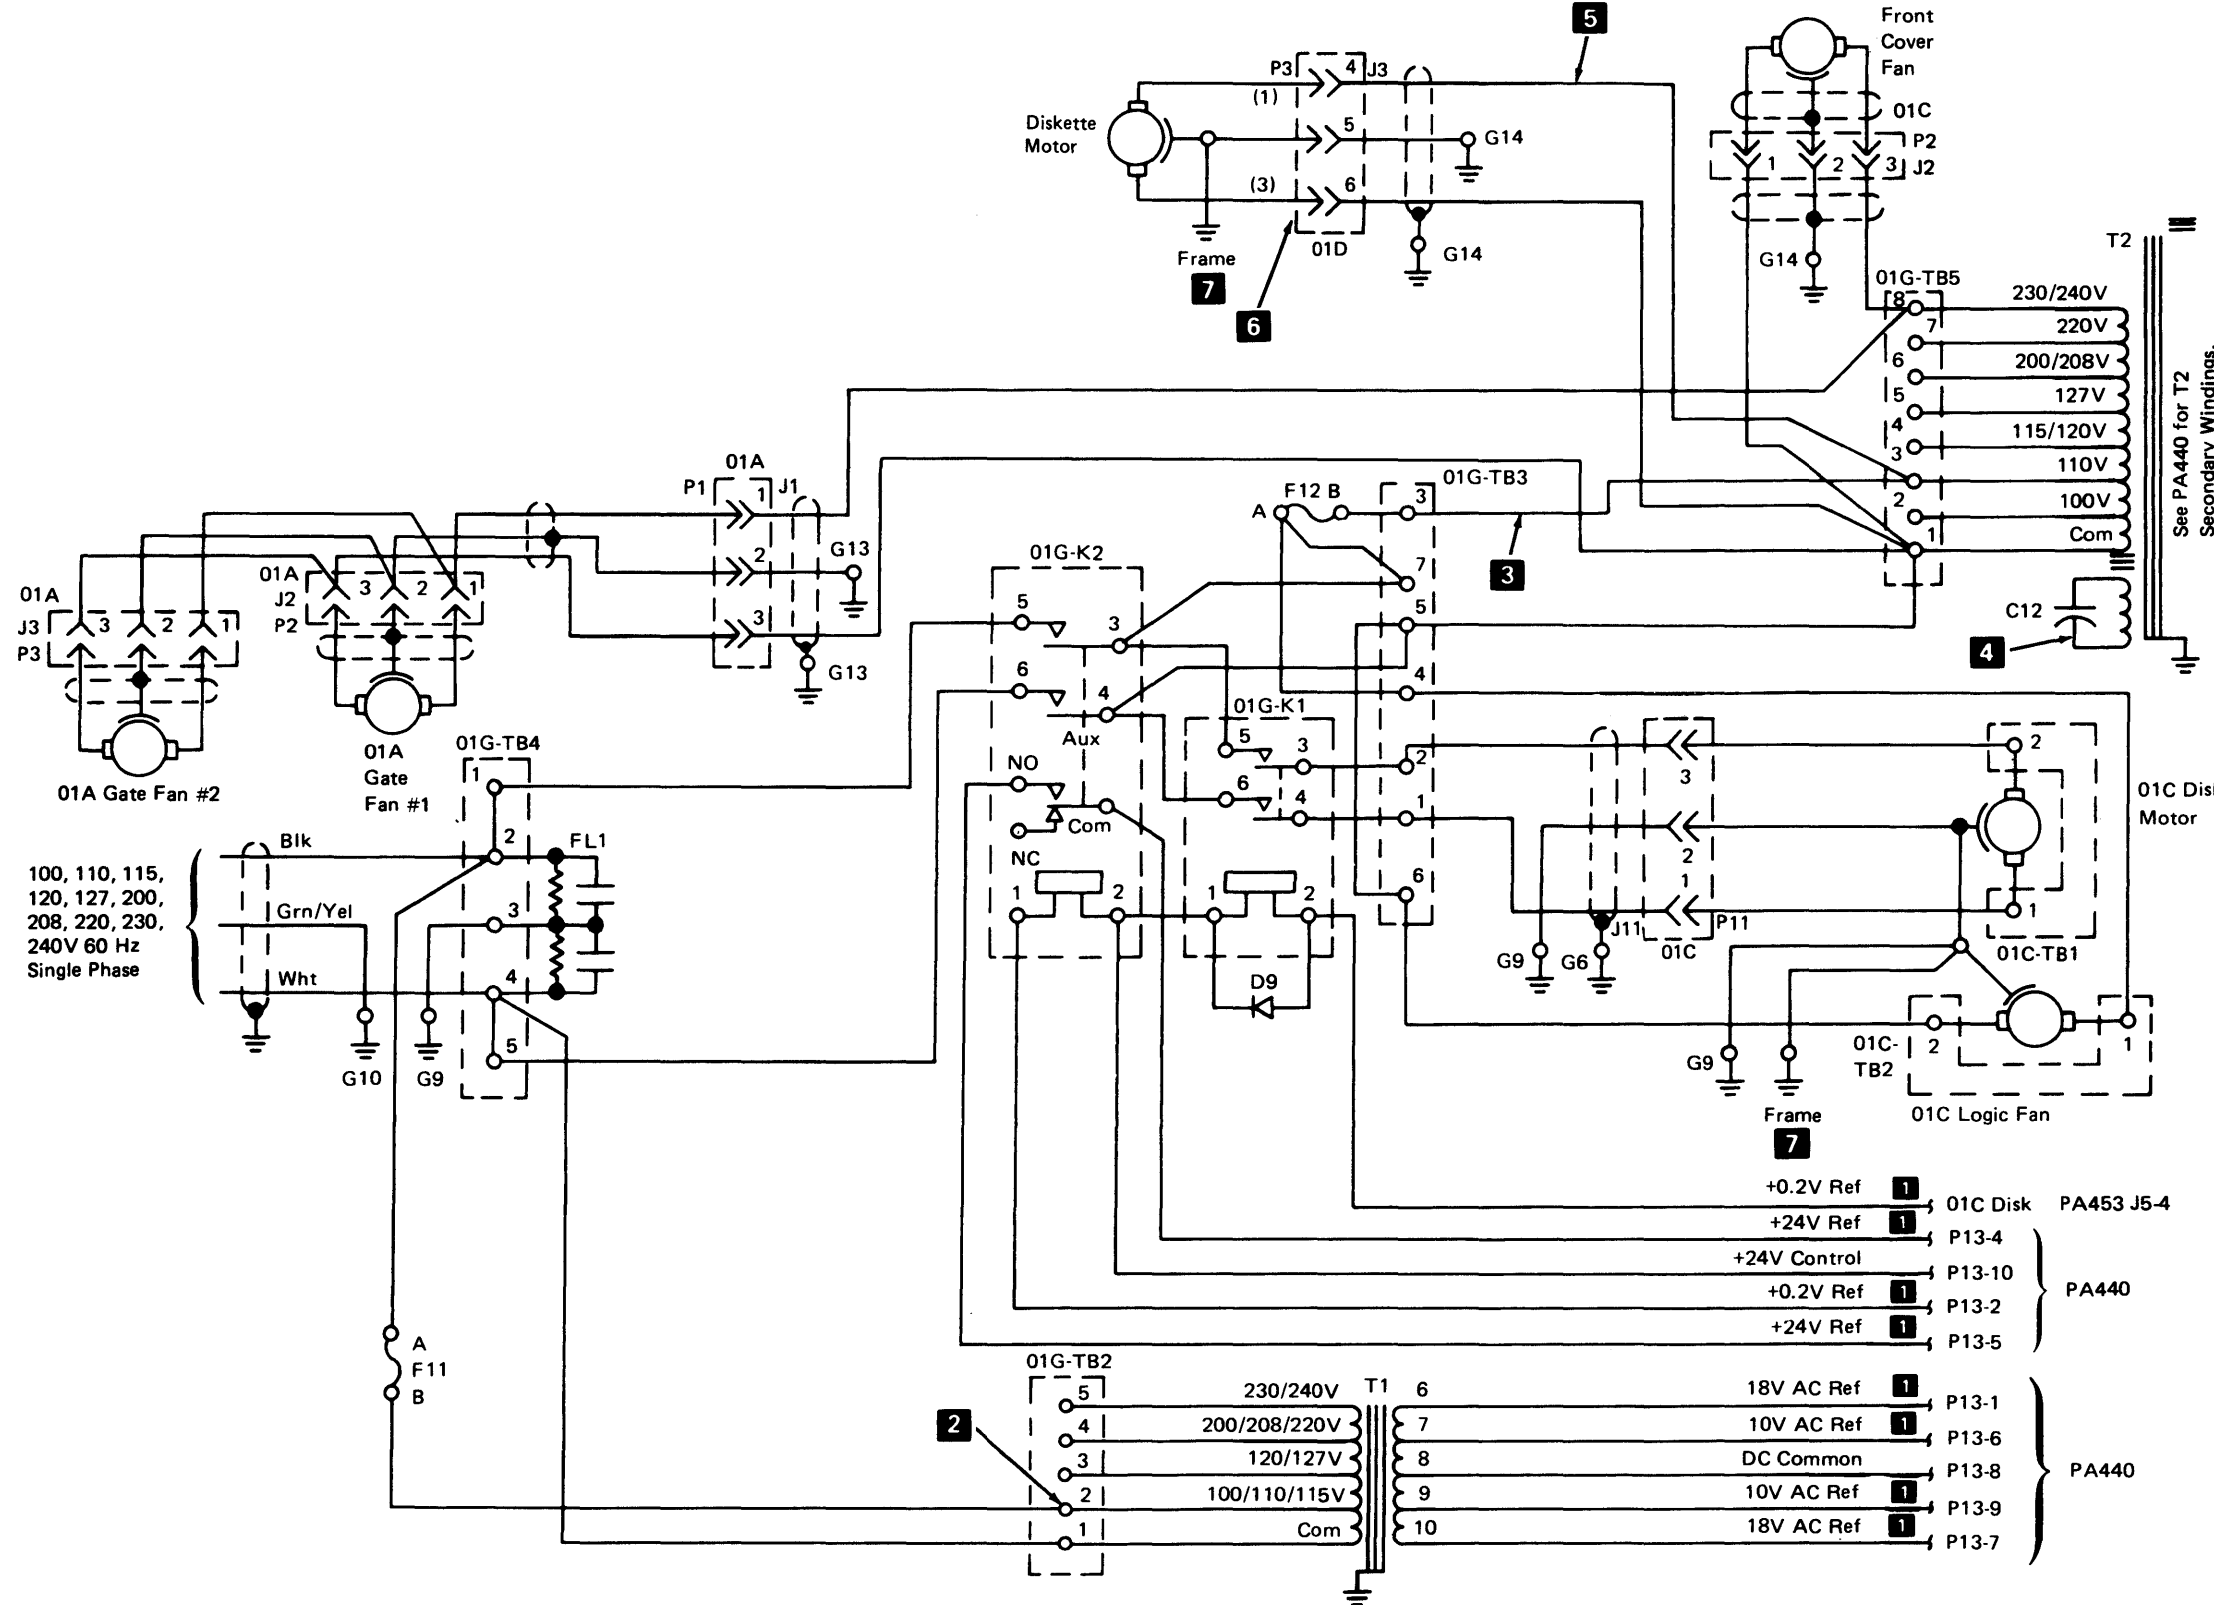 5
Front
Cover
Fan
P3
4
J3
(1)
Diskette
Motor
5
G14
(3)
6
01D
G14
Frame
7
6
01C
P2
J2
1
2
3
G14
T2
01G-TB5
8
230/240V
7
220V
6
200/208V
5
127V
4
115/120V
3
110V
2
100V
1
Com
See PA440 for T2
Secondary Windings.
C12
4
01A
P1
1
J1
2
G13
3
G13
01A
J2
P2
3
2
1
01A
J3
P3
3
2
1
01A Gate Fan #2
01A
Gate
Fan #1
01G-TB3
F12 B
A
3
3
7
5
4
2
1
6
01G-K2
5
3
6
4
Aux
NO
Com
NC
1
2
01G-K1
5
3
6
4
1
2
D9
01G-TB4
1
2
FL1
3
4
5
Blk
Grn/Yel
Wht
100, 110, 115,
120, 127, 200,
208, 220, 230,
240V 60 Hz
Single Phase
G10
G9
3
2
1
J11
P11
01C
G9
G6
2
1
01C-TB1
01C Dis
Motor
01C-
TB2
2
1
01C Logic Fan
G9
Frame
7
+0.2V Ref
1
01C Disk
PA453 J5-4
+24V Ref
1
P13-4
+24V Control
P13-10
PA440
+0.2V Ref
1
P13-2
+24V Ref
1
P13-5
A
F11
B
01G-TB2
2
5
230/240V
4
200/208/220V
3
120/127V
2
100/110/115V
1
Com
T1
6
18V AC Ref
1
P13-1
7
10V AC Ref
1
P13-6
8
DC Common
P13-8
PA440
9
10V AC Ref
1
P13-9
10
18V AC Ref
1
P13-7